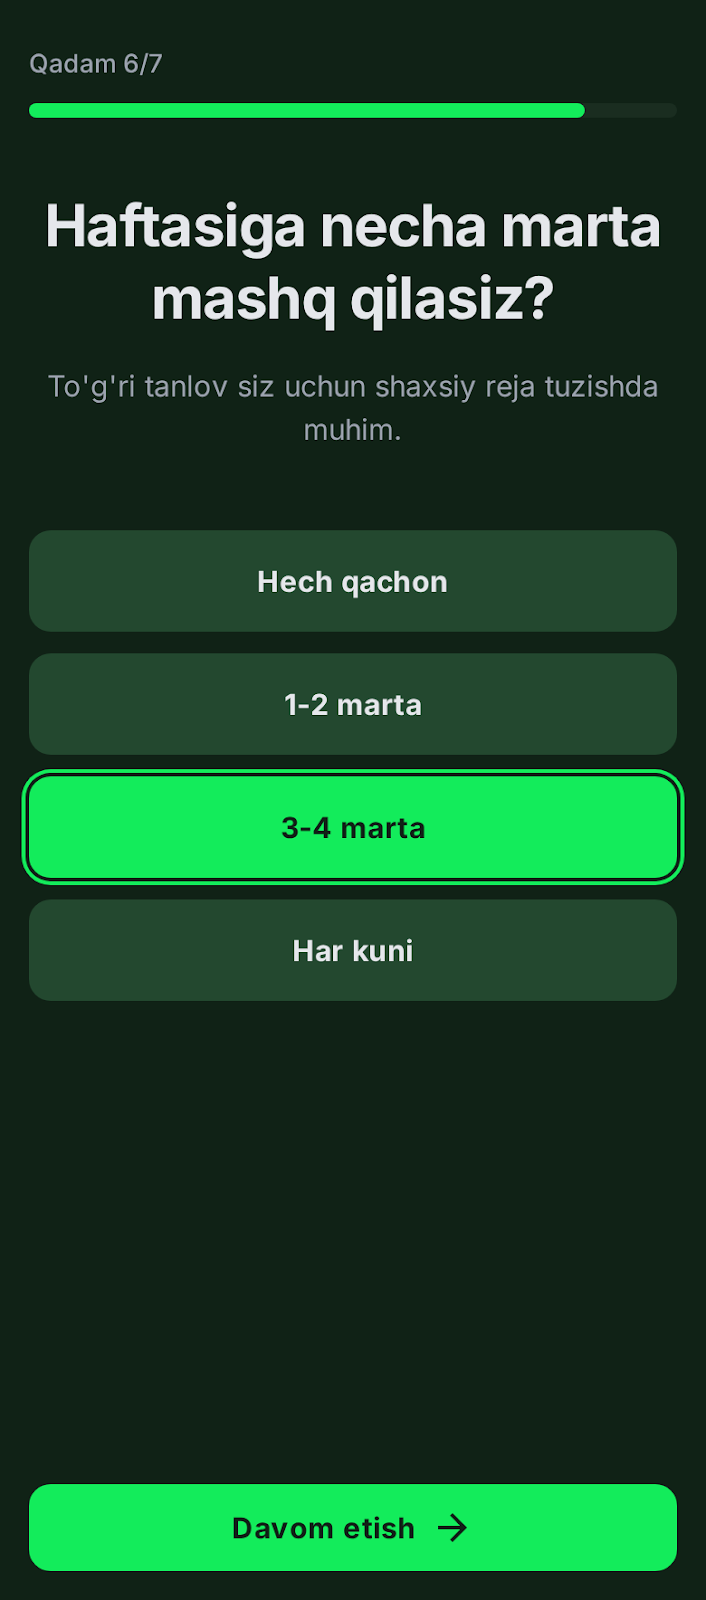 Qadam 6/7
Haftasiga necha marta
mashq qilasiz?
To'g'ri tanlov siz uchun shaxsiy reja tuzishda
muhim.
Hech qachon
1-2 marta
3-4 marta
Har kuni
Davom etish →